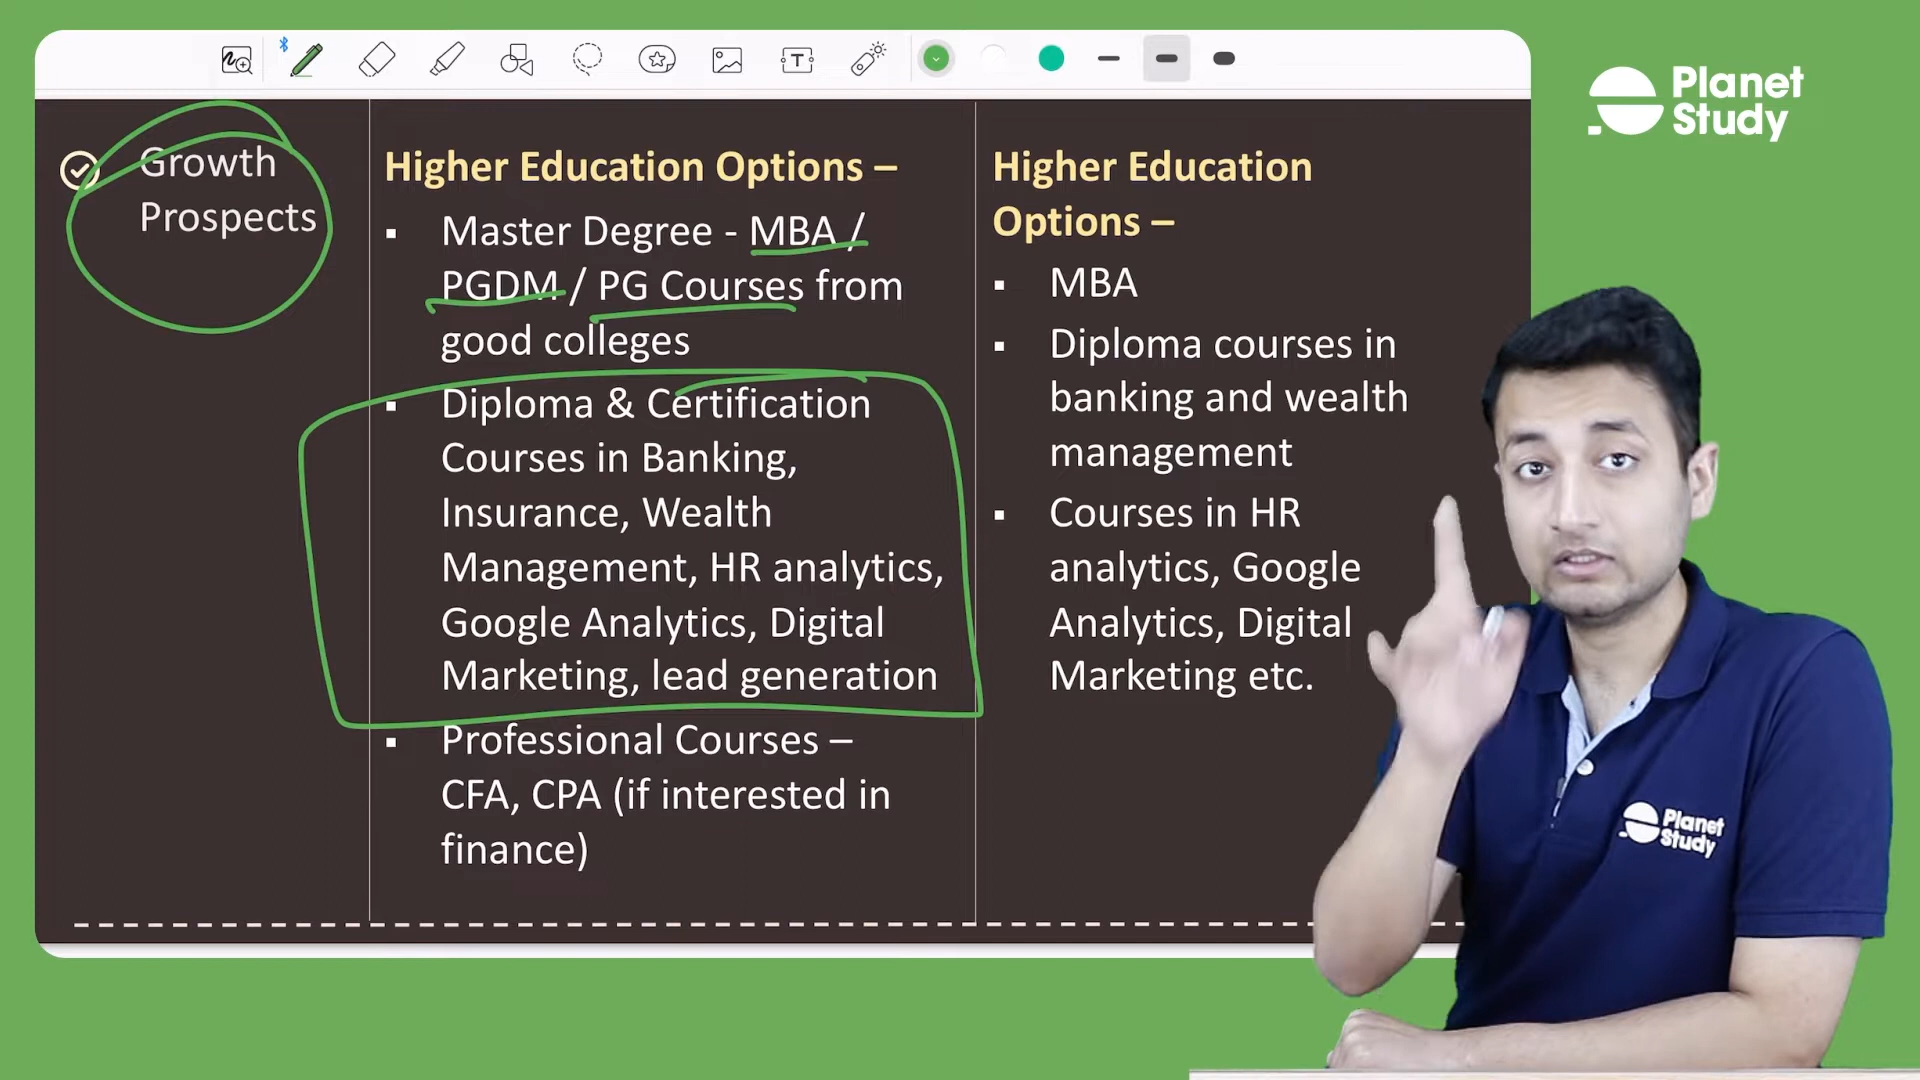 Planet
Study
Growth
Prospects
Higher Education Options –
▪ Master Degree - MBA /
PGDM / PG Courses from
good colleges
▪ Diploma & Certification
Courses in Banking,
Insurance, Wealth
Management, HR analytics,
Google Analytics, Digital
Marketing, lead generation
▪ Professional Courses –
CFA, CPA (if interested in
finance)
Higher Education
Options –
▪ MBA
▪ Diploma courses in
banking and wealth
management
▪ Courses in HR
analytics, Google
Analytics, Digital
Marketing etc.
Planet
Study